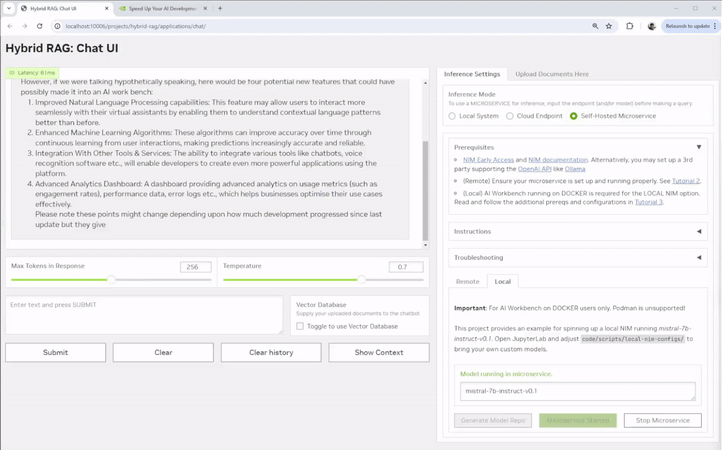 Hybrid RAG: Chat UI
Speed Up Your AI Developmen
localhost:10006/projects/hybrid-rag/applications/chat/
Relaunch to update
Hybrid RAG: Chat UI
Latency: 61ms
However, if we were talking hypothetically speaking, here would be four potential new features that could have
possibly made it into an AI work bench:
1. Improved Natural Language Processing capabilities: This feature may allow users to interact more
seamlessly with their virtual assistants by enabling them to understand contextual language patterns
better than before.
2. Enhanced Machine Learning Algorithms: These algorithms can improve accuracy over time through
continuous learning from user interactions, making predictions increasingly accurate and reliable.
3. Integration With Other Tools & Services: The ability to integrate various tools like chatbots, voice
recognition software etc., will enable developers to create even more powerful applications using the
platform.
4. Advanced Analytics Dashboard: A dashboard providing advanced analytics on usage metrics (such as
engagement rates), performance data, error logs etc., which helps businesses optimise their use cases
effectively.
Please note these points might change depending upon how much development progressed since last
update but they give
Max Tokens in Response
256
Temperature
0.7
Enter text and press SUBMIT
Vector Database
Supply your uploaded documents to the chatbot.
Toggle to use Vector Database
Submit
Clear
Clear history
Show Context
Inference Settings
Upload Documents Here
Inference Mode
To use a MICROSERVICE for inference, input the endpoint (and/or model) before making a query.
Local System
Cloud Endpoint
Self-Hosted Microservice
Prerequisites
NIM Early Access and NIM documentation. Alternatively, you may set up a 3rd
party supporting the OpenAI API like Ollama.
(Remote) Ensure your microservice is set up and running properly. See Tutorial 2.
(Local) AI Workbench running on DOCKER is required for the LOCAL NIM option.
Read and follow the additional prereqs and configurations in Tutorial 3.
Instructions
Troubleshooting
Remote
Local
Important: For AI Workbench on DOCKER users only. Podman is unsupported!
This project provides an example for spinning up a local NIM running mistral-7b-
instruct-v0.1. Open JupyterLab and adjust code/scripts/local-nim-configs/ to
bring your own custom models.
Model running in microservice.
mistral-7b-instruct-v0.1
Generate Model Repo
Microservice Started
Stop Microservice